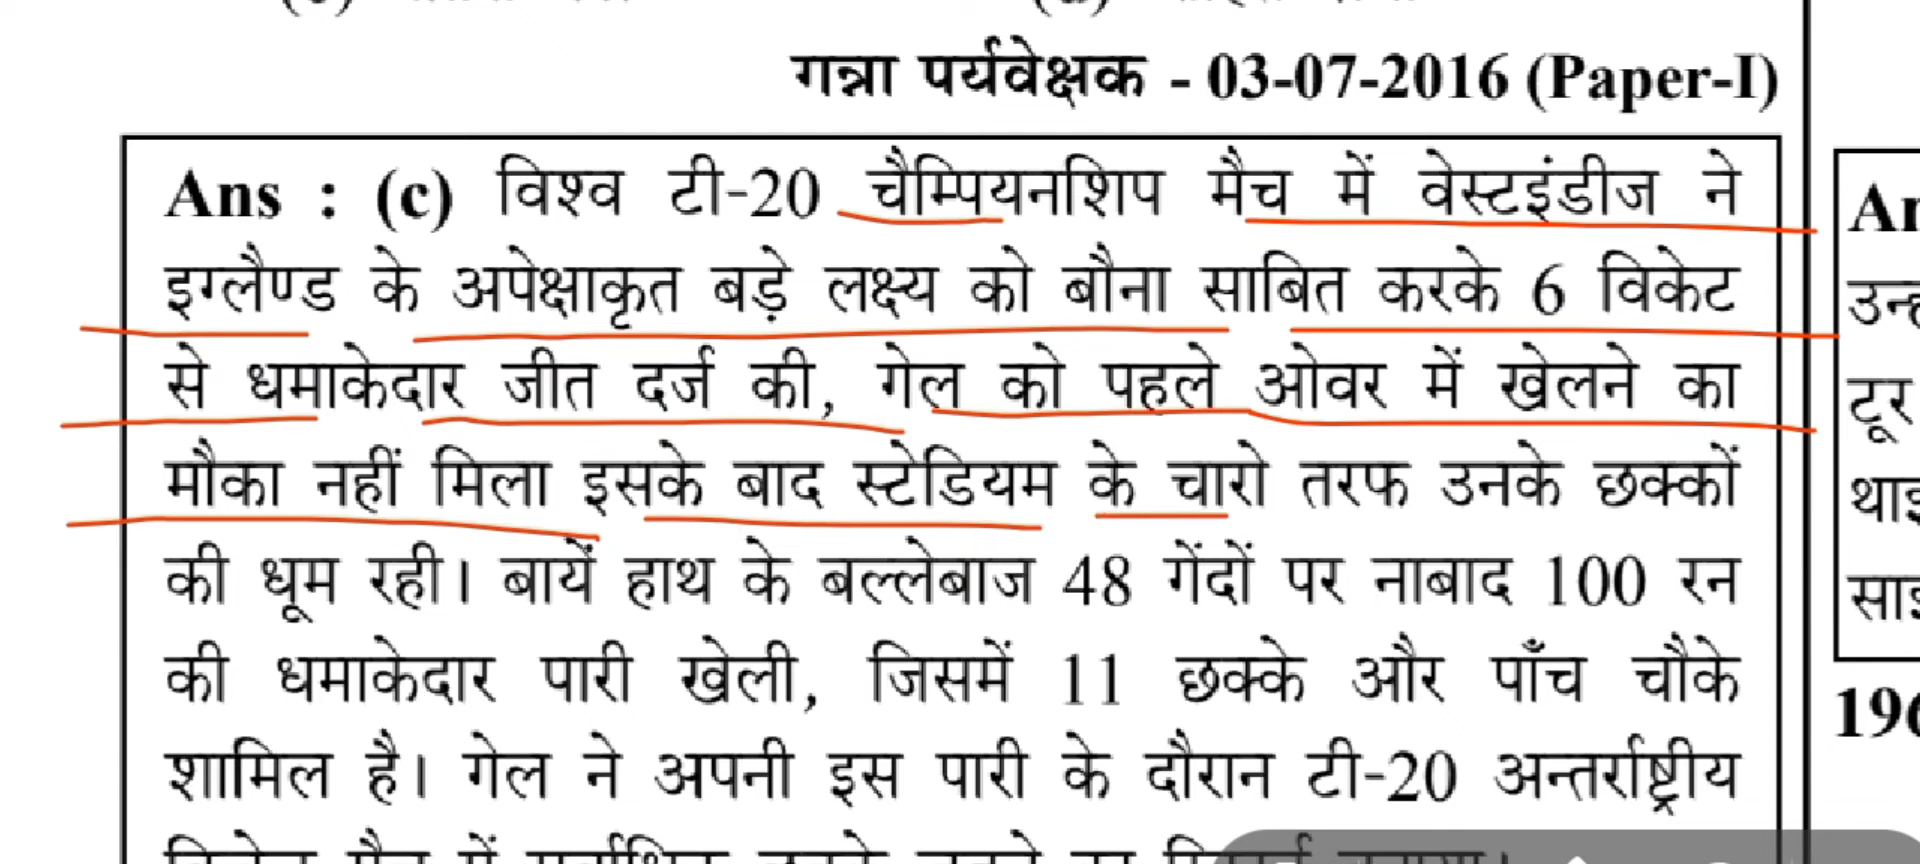 गन्ना पर्यवेक्षक - 03-07-2016 (Paper-I)
Ans : (c) विश्व टी-20 चैम्पियनशिप मैच में वेस्टइंडीज ने
इग्लैण्ड के अपेक्षाकृत बड़े लक्ष्य को बौना साबित करके 6 विकेट
से धमाकेदार जीत दर्ज की, गेल को पहले ओवर में खेलने का
मौका नहीं मिला इसके बाद स्टेडियम के चारो तरफ उनके छक्कों
की धूम रही। बायें हाथ के बल्लेबाज 48 गेंदों पर नाबाद 100 रन
की धमाकेदार पारी खेली, जिसमें 11 छक्के और पाँच चौके
शामिल है। गेल ने अपनी इस पारी के दौरान टी-20 अन्तर्राष्ट्रीय
टूर